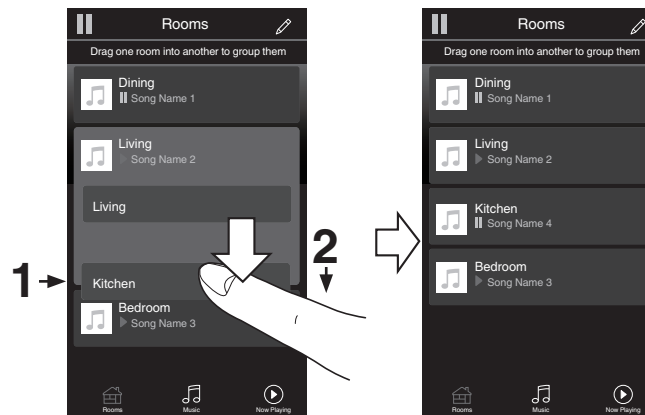 Rooms
Drag one room into another to group them
Dining
Song Name 1
Living
Song Name 2
Living
Kitchen
Bedroom
Song Name 3
Rooms
Music
Now Playing
1
2
Rooms
Drag one room into another to group them
Dining
Song Name 1
Living
Song Name 2
Kitchen
Song Name 4
Bedroom
Song Name 3
Rooms
Music
Now Playing